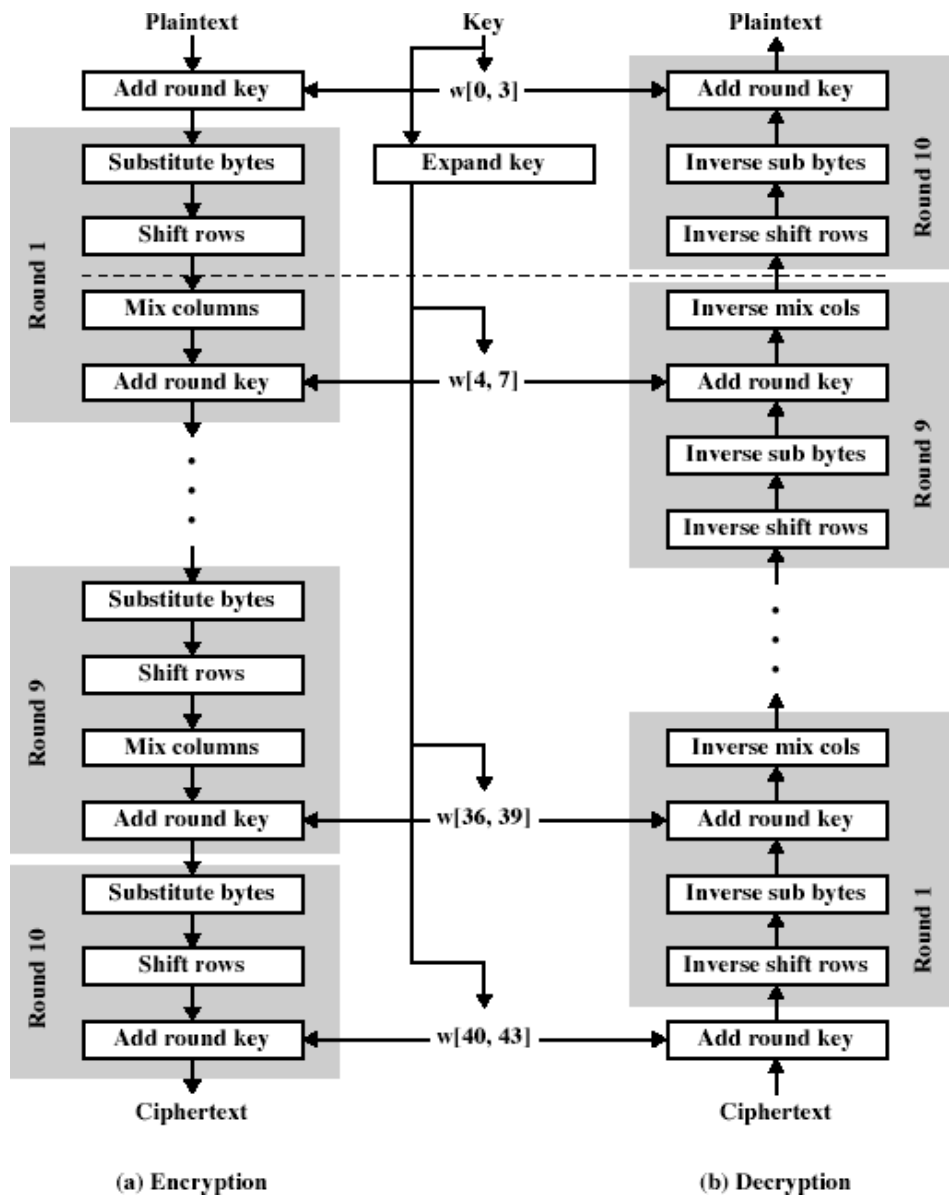 Plaintext
Key
Plaintext
Add round key
w[0, 3]
Add round key
Substitute bytes
Expand key
Inverse sub bytes
Round 10
Shift rows
Inverse shift rows
Round 1
Mix columns
Inverse mix cols
Add round key
w[4, 7]
Add round key
Inverse sub bytes
Round 9
Inverse shift rows
Substitute bytes
Shift rows
Round 9
Mix columns
Inverse mix cols
Add round key
w[36, 39]
Add round key
Substitute bytes
Inverse sub bytes
Round 1
Round 10
Shift rows
Inverse shift rows
Add round key
w[40, 43]
Add round key
Ciphertext
Ciphertext
(a) Encryption
(b) Decryption